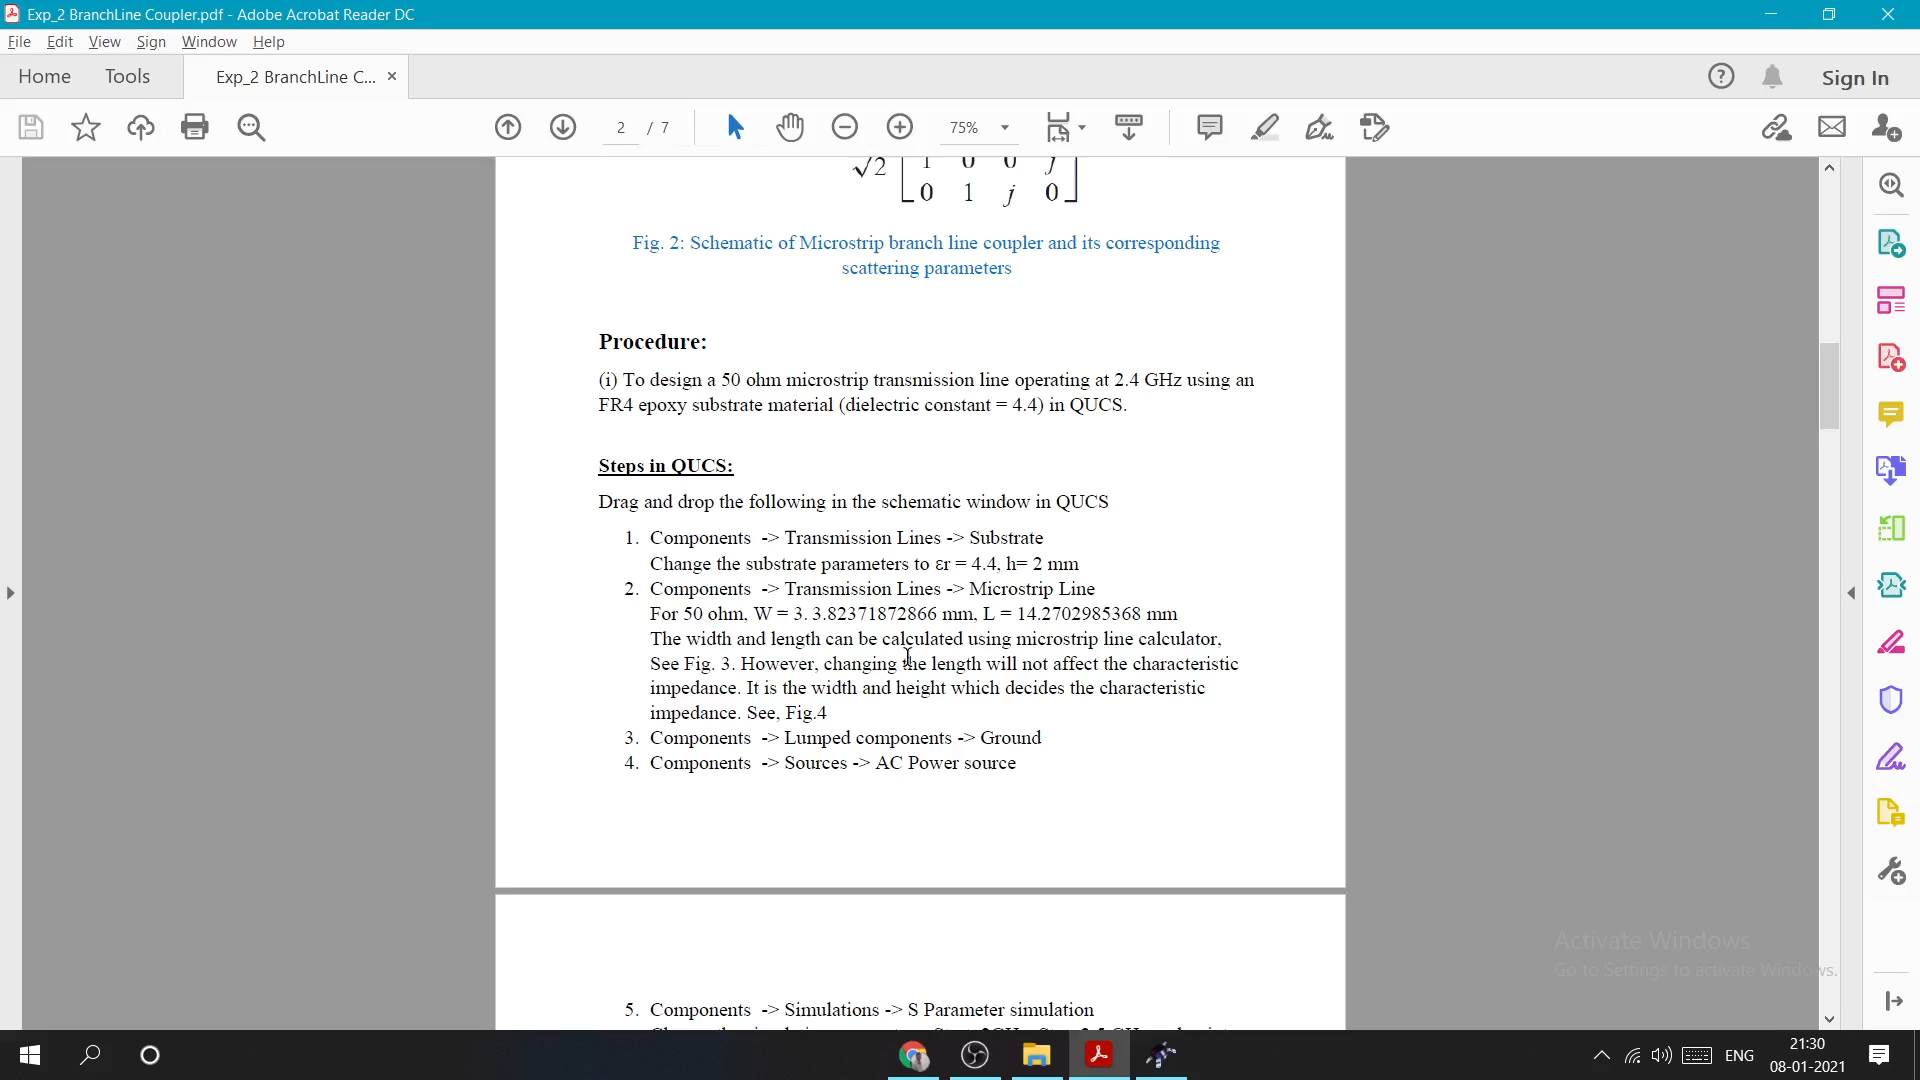 Exp_2 BranchLine Coupler.pdf - Adobe Acrobat Reader DC
File Edit View Sign Window Help
Home Tools Exp_2 BranchLine C... × Sign In
2 / 7 75%
√2 1 0 0 j
0 1 j 0
Fig. 2: Schematic of Microstrip branch line coupler and its corresponding
scattering parameters
Procedure:
(i) To design a 50 ohm microstrip transmission line operating at 2.4 GHz using an
FR4 epoxy substrate material (dielectric constant = 4.4) in QUCS.
Steps in QUCS:
Drag and drop the following in the schematic window in QUCS
1. Components -> Transmission Lines -> Substrate
Change the substrate parameters to εr = 4.4, h= 2 mm
2. Components -> Transmission Lines -> Microstrip Line
For 50 ohm, W = 3. 3.82371872866 mm, L = 14.2702985368 mm
The width and length can be calculated using microstrip line calculator,
See Fig. 3. However, changing the length will not affect the characteristic
impedance. It is the width and height which decides the characteristic
impedance. See, Fig.4
3. Components -> Lumped components -> Ground
4. Components -> Sources -> AC Power source
Activate Windows
Go to Settings to activate Windows.
5. Components -> Simulations -> S Parameter simulation
ENG
21:30
08-01-2021